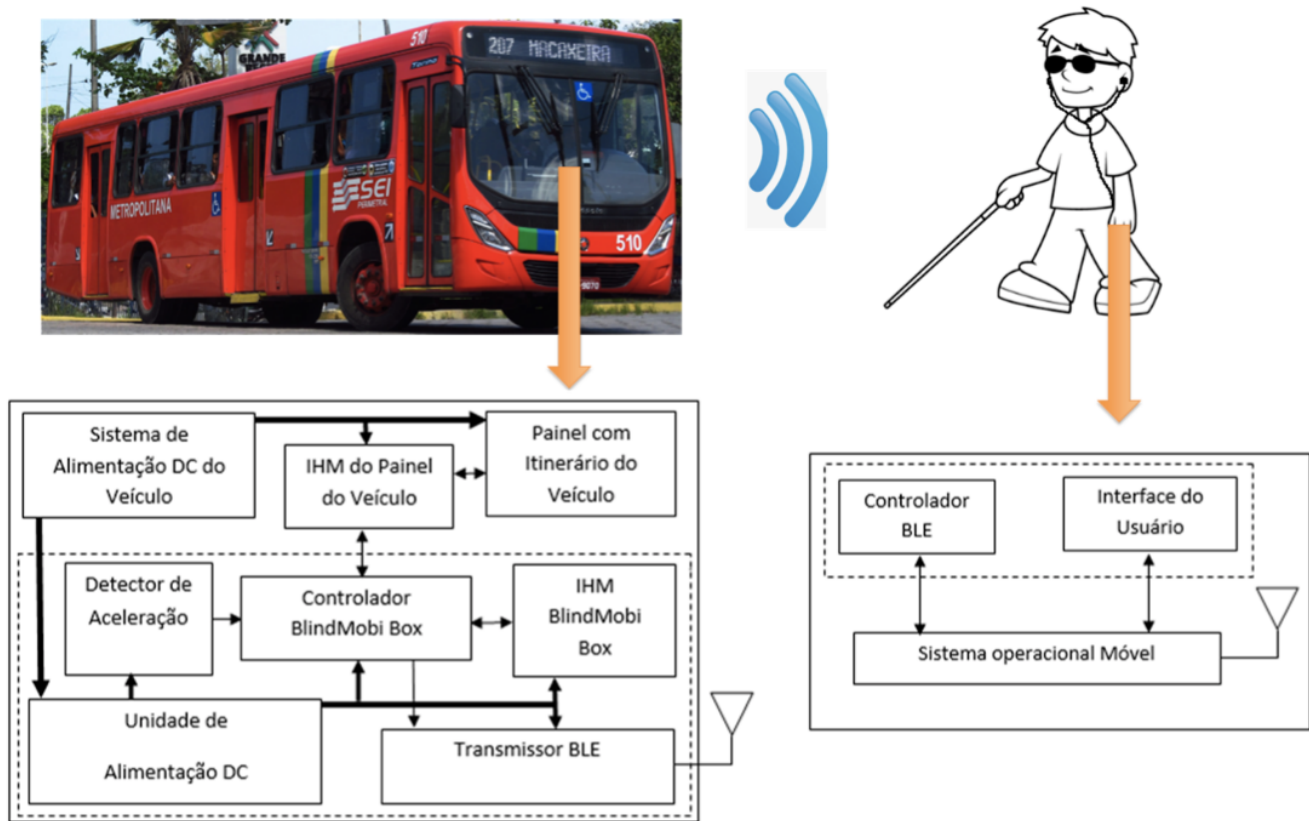 510
207 MACAXEIRA
GRANDE
METROPOLITANA
SEI
510
Sistema de
Alimentação DC do
Veículo
IHM do Painel
do Veículo
Painel com
Itinerário do
Veículo
Detector de
Aceleração
Controlador
BlindMobi Box
IHM
BlindMobi
Box
Unidade de
Alimentação DC
Transmissor BLE
Controlador
BLE
Interface do
Usuário
Sistema operacional Móvel